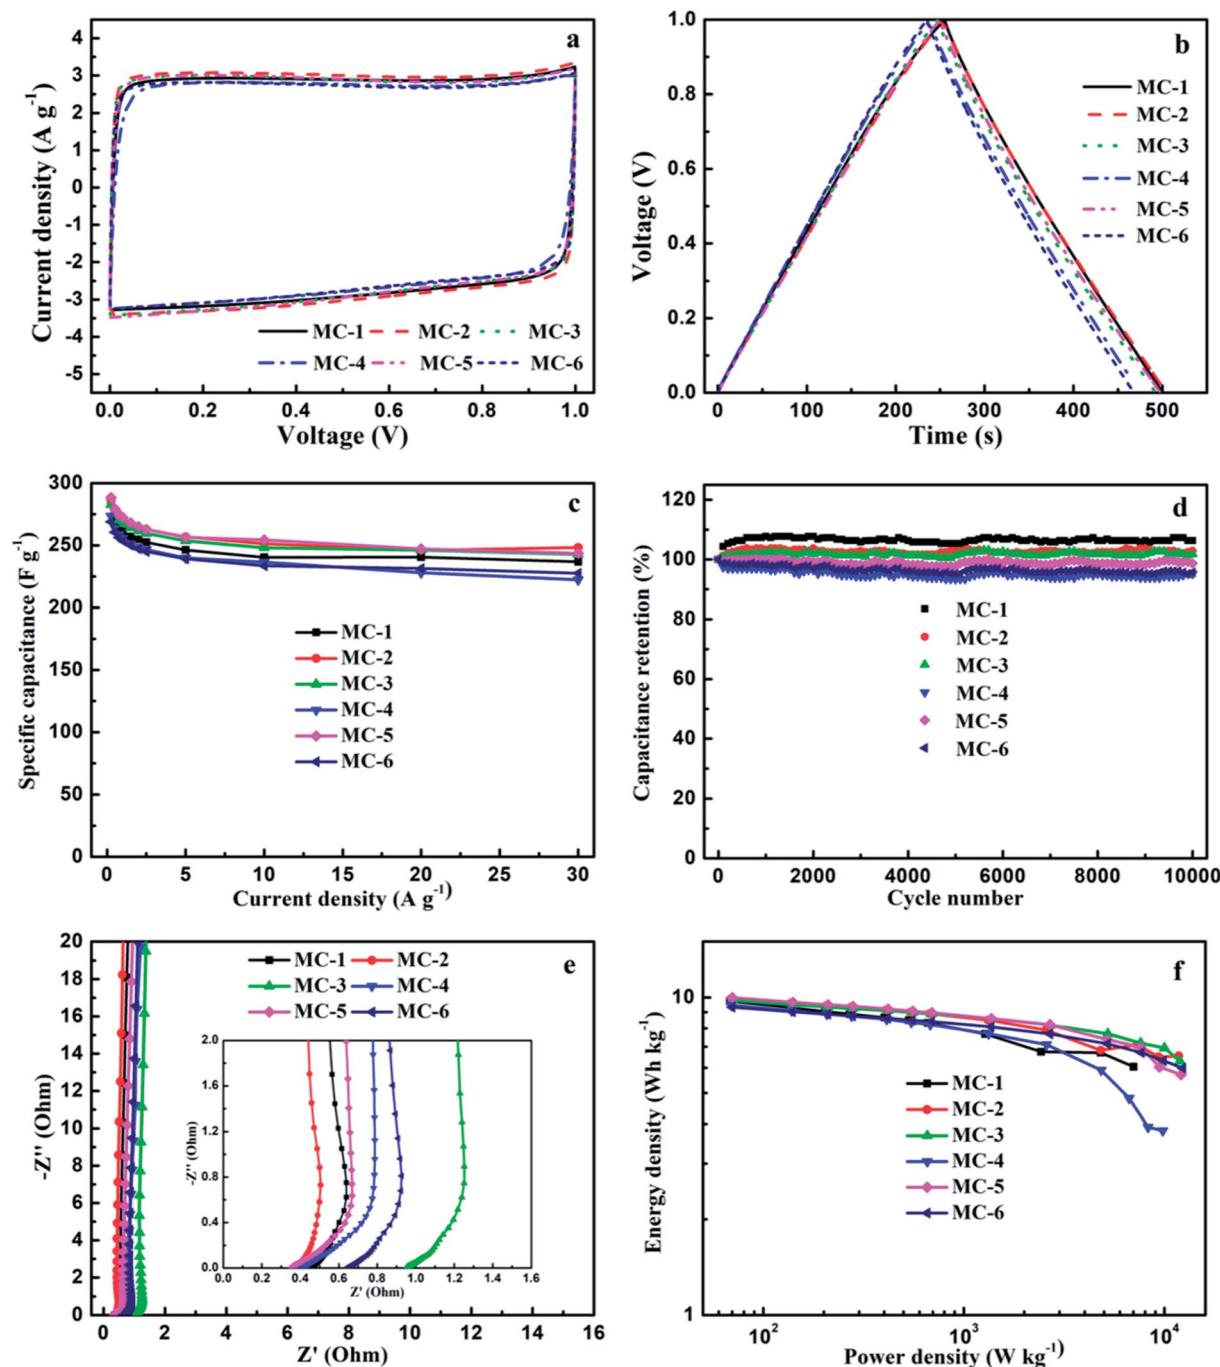 a
4
3
2
1
0
-1
-2
-3
-4
-5
Current density (A g⁻¹)
MC-1 MC-2 MC-3
MC-4 MC-5 MC-6
0.0 0.2 0.4 0.6 0.8 1.0
Voltage (V)
b
1.0
0.8
0.6
0.4
0.2
0.0
Voltage (V)
MC-1
MC-2
MC-3
MC-4
MC-5
MC-6
0 100 200 300 400 500
Time (s)
c
300
250
200
150
100
50
0
Specific capacitance (F g⁻¹)
MC-1
MC-2
MC-3
MC-4
MC-5
MC-6
0 5 10 15 20 25 30
Current density (A g⁻¹)
d
120
100
80
60
40
20
0
Capacitance retention (%)
MC-1
MC-2
MC-3
MC-4
MC-5
MC-6
0 2000 4000 6000 8000 10000
Cycle number
e
20
18
16
14
12
10
8
6
4
2
0
-Z'' (Ohm)
MC-1 MC-2
MC-3 MC-4
MC-5 MC-6
2.0
1.6
1.2
0.8
0.4
0.0
-Z'' (Ohm)
0.0 0.2 0.4 0.6 0.8 1.0 1.2 1.4 1.6
Z' (Ohm)
0 2 4 6 8 10 12 14 16
Z' (Ohm)
f
10
1
Energy density (Wh kg⁻¹)
MC-1
MC-2
MC-3
MC-4
MC-5
MC-6
10² 10³ 10⁴
Power density (W kg⁻¹)